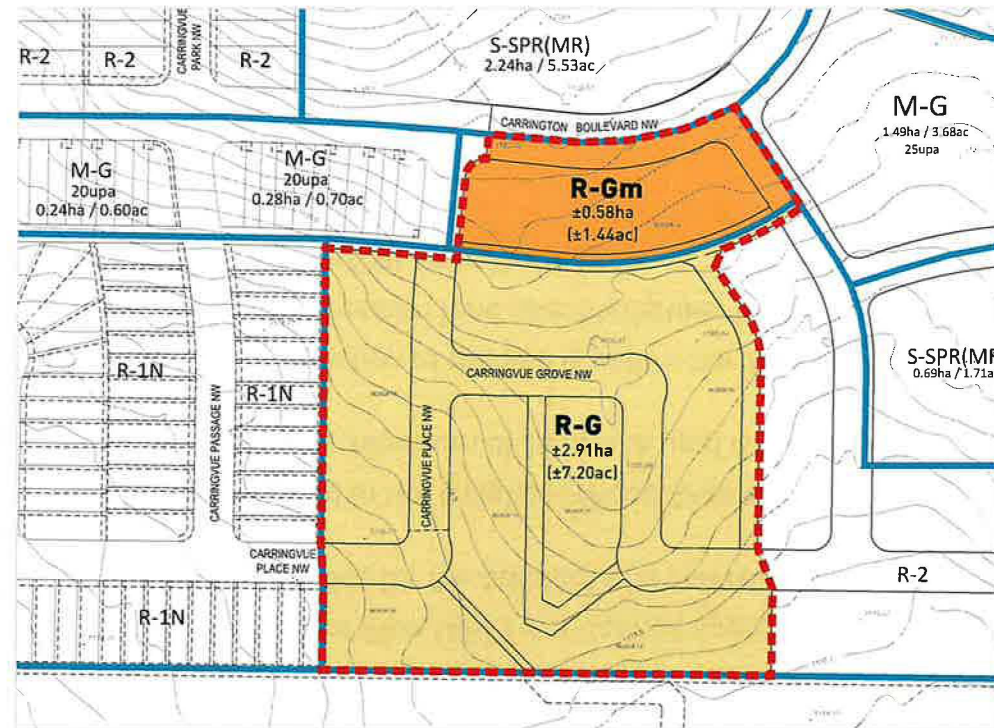 S-SPR(MR)
2.24ha / 5.53ac
R-2
R-2
CARRINGVUE
PARK NW
R-2
CARRINGTON BOULEVARD NW
M-G
1.49ha / 3.68ac
25upa
M-G
20upa
0.24ha / 0.60ac
M-G
20upa
0.28ha / 0.70ac
R-Gm
±0.58ha
(±1.44ac)
S-SPR(MR
0.69ha / 1.71a
R-1N
R-1N
CARRINGVUE PASSAGE NW
CARRINGVUE GROVE NW
CARRINGVUE PLACE NW
R-G
±2.91ha
(±7.20ac)
CARRINGVUE
PLACE NW
R-2
R-1N